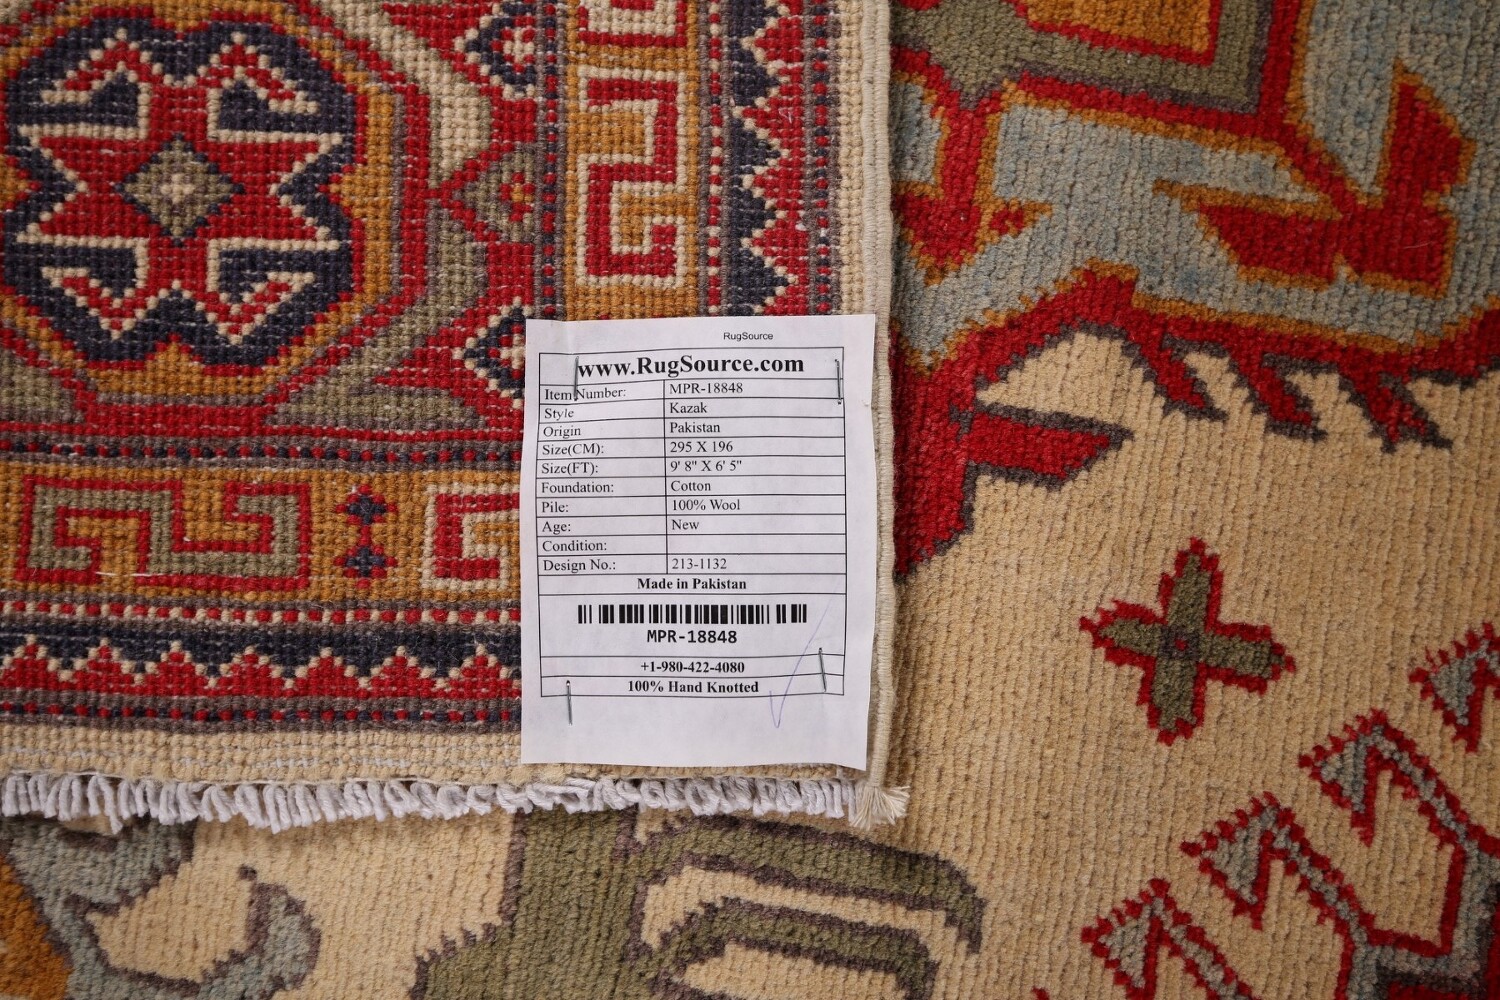 RugSource
www.RugSource.com
Item Number: MPR-18848
Style Kazak
Origin Pakistan
Size(CM): 295 X 196
Size(FT): 9' 8" X 6' 5"
Foundation: Cotton
Pile: 100% Wool
Age: New
Condition:
Design No.: 213-1132
Made in Pakistan
MPR-18848
+1-980-422-4080
100% Hand Knotted